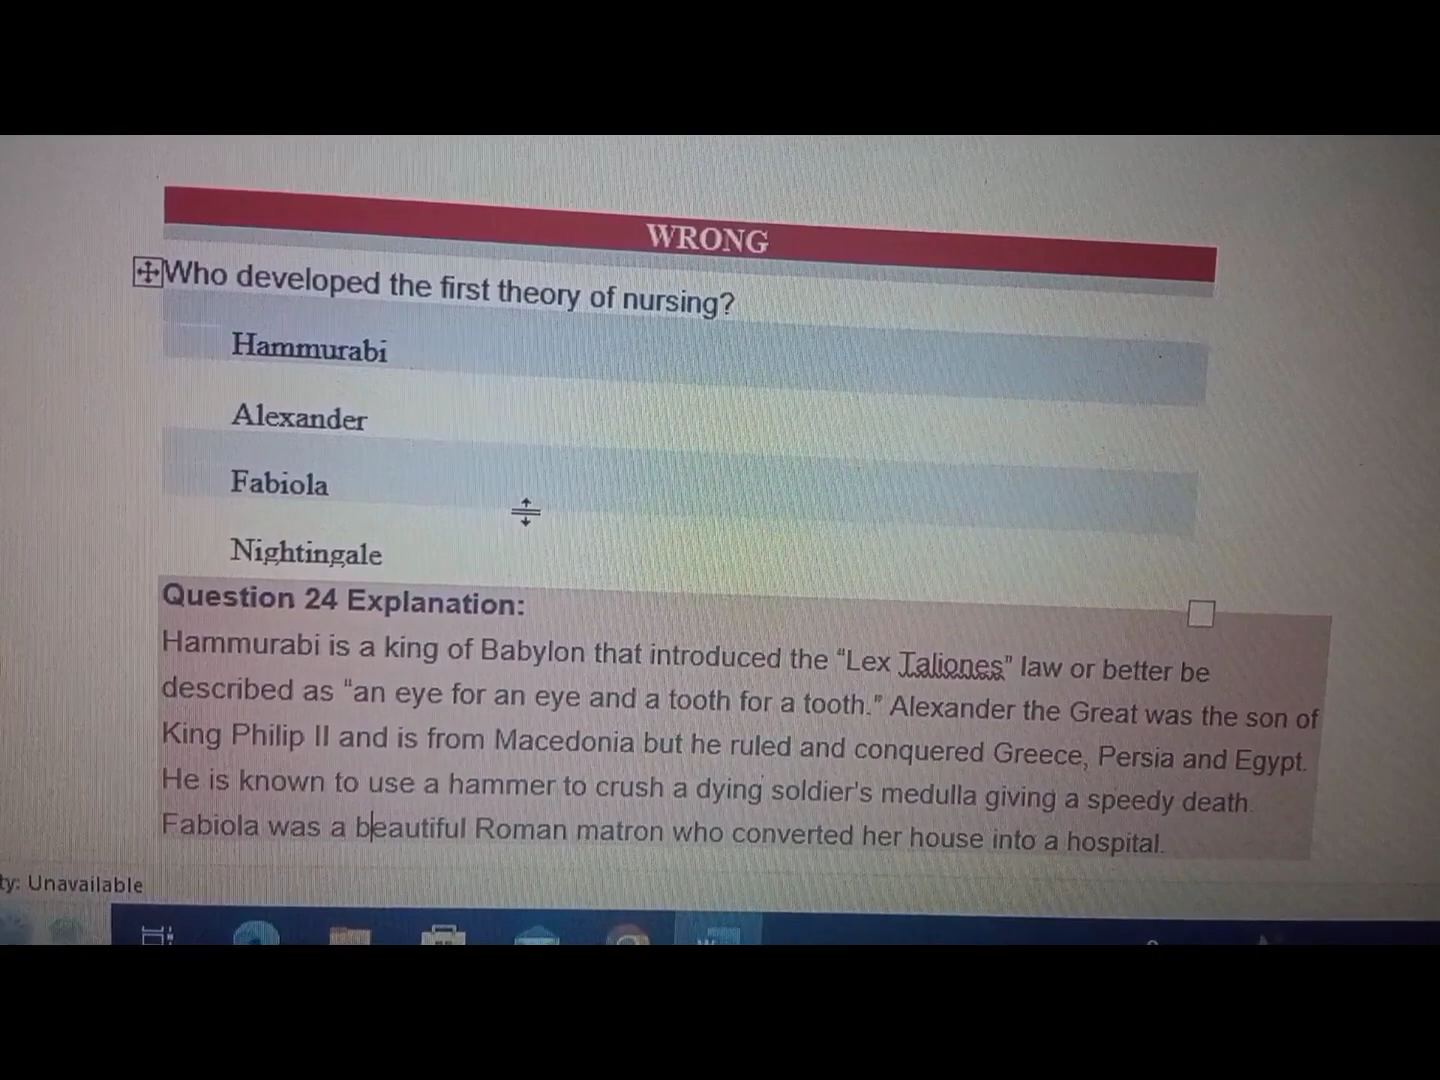 WRONG
Who developed the first theory of nursing?
Hammurabi
Alexander
Fabiola
Nightingale
Question 24 Explanation:
Hammurabi is a king of Babylon that introduced the “Lex Taliones” law or better be
described as “an eye for an eye and a tooth for a tooth.” Alexander the Great was the son of
King Philip II and is from Macedonia but he ruled and conquered Greece, Persia and Egypt.
He is known to use a hammer to crush a dying soldier's medulla giving a speedy death.
Fabiola was a beautiful Roman matron who converted her house into a hospital.
ty: Unavailable